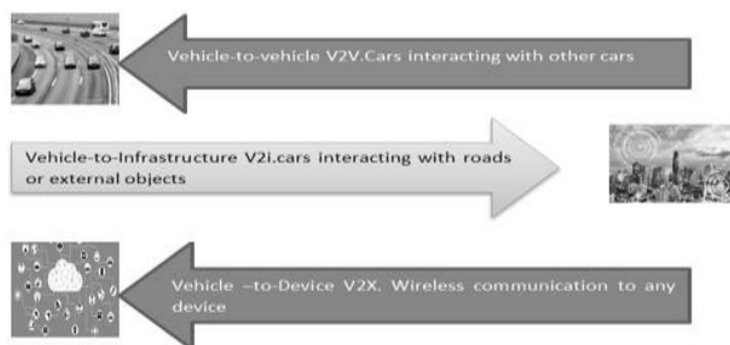 Vehicle-to-vehicle V2V.Cars interacting with other cars
Vehicle-to-Infrastructure V2i.cars interacting with roads
or external objects
Vehicle –to-Device V2X. Wireless communication to any
device